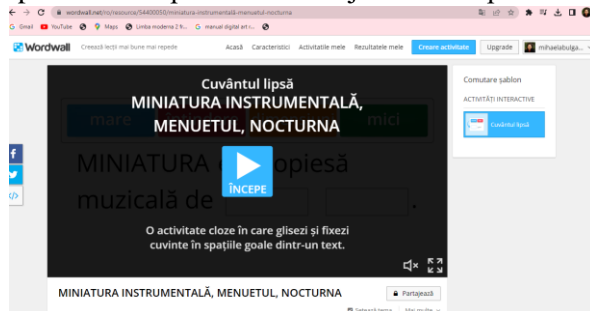 wordwall.net/ro/resource/54400050/miniatura-instrumentală-menuetul-nocturna
Gmail YouTube Maps Limba moderna 2 fr... manual digital art i...
Wordwall Creează lecții mai bune mai repede Acasă Caracteristici Activitatile mele Rezultatele mele Creare activitate Upgrade mihaelabulga...
Cuvântul lipsă
MINIATURA INSTRUMENTALĂ,
MENUETUL, NOCTURNA
mare
mici
MINIATURA
piesă
muzicală de
ÎNCEPE
O activitate cloze în care glisezi și fixezi
cuvinte în spațiile goale dintr-un text.
Comutare șablon
ACTIVITĂȚI INTERACTIVE
Cuvântul lipsă
MINIATURA INSTRUMENTALĂ, MENUETUL, NOCTURNA
Partajează